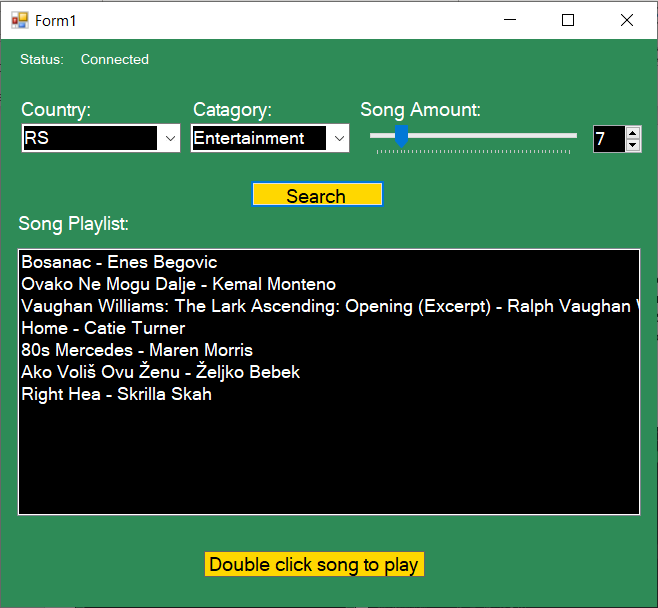 Form1
Status: Connected
Country: Catagory: Song Amount:
RS Entertainment 7
Search
Song Playlist:
Bosanac - Enes Begovic
Ovako Ne Mogu Dalje - Kemal Monteno
Vaughan Williams: The Lark Ascending: Opening (Excerpt) - Ralph Vaughan
Home - Catie Turner
80s Mercedes - Maren Morris
Ako Voliš Ovu Ženu - Željko Bebek
Right Hea - Skrilla Skah
Double click song to play